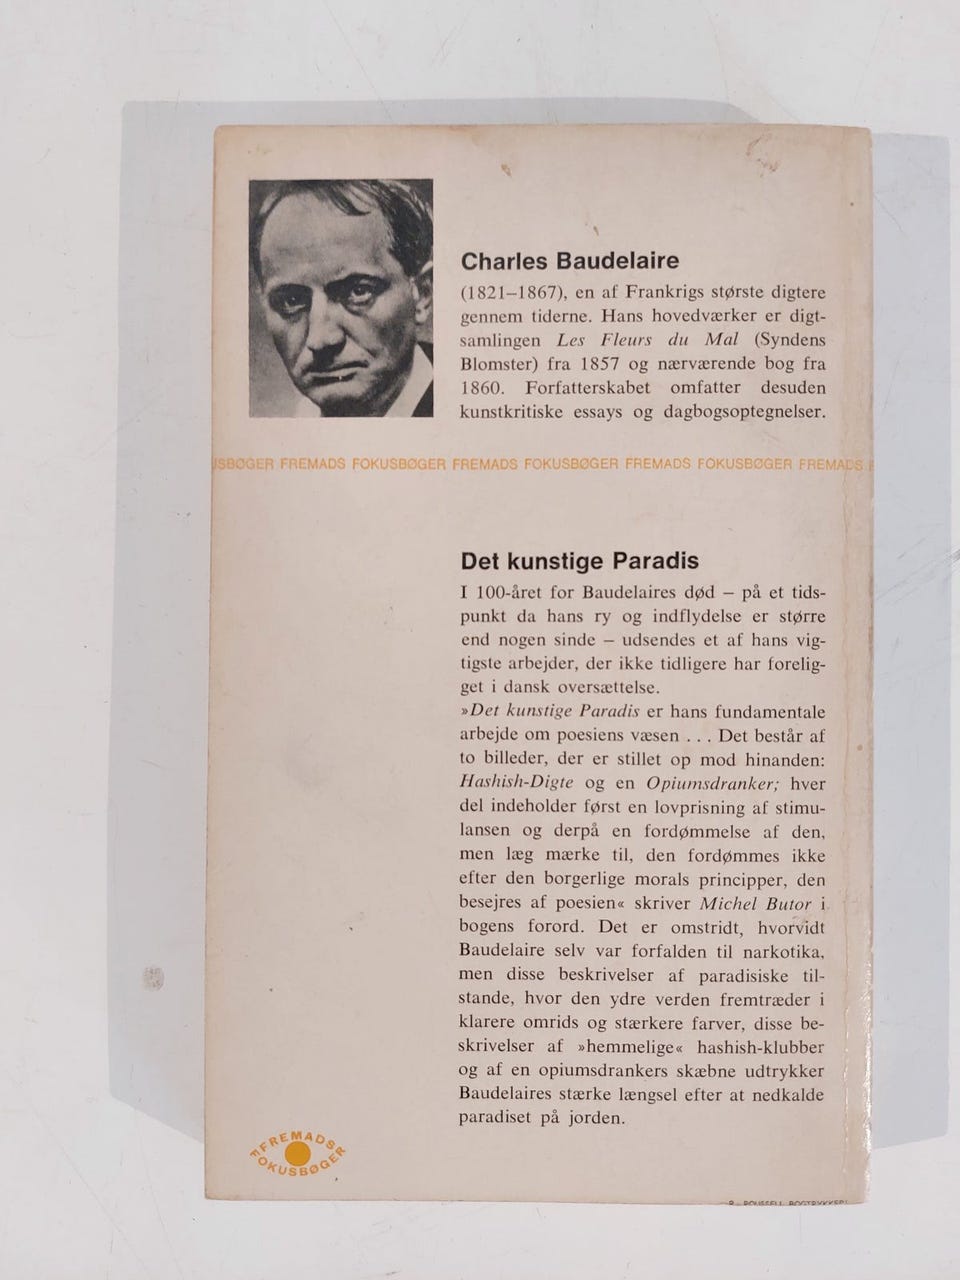 Charles Baudelaire
(1821–1867), en af Frankrigs største digtere
gennem tiderne. Hans hovedværker er digt-
samlingen Les Fleurs du Mal (Syndens
Blomster) fra 1857 og nærværende bog fra
1860. Forfatterskabet omfatter desuden
kunstkritiske essays og dagbogsoptegnelser.
USBØGER FREMADS FOKUSBØGER FREMADS FOKUSBØGER FREMADS FOKUSBØGER FREMADS F
Det kunstige Paradis
I 100-året for Baudelaires død – på et tids-
punkt da hans ry og indflydelse er større
end nogen sinde – udsendes et af hans vig-
tigste arbejder, der ikke tidligere har forelig-
get i dansk oversættelse.
»Det kunstige Paradis er hans fundamentale
arbejde om poesiens væsen . . . Det består af
to billeder, der er stillet op mod hinanden:
Hashish-Digte og en Opiumsdranker; hver
del indeholder først en lovprisning af stimu-
lansen og derpå en fordømmelse af den,
men læg mærke til, den fordømmes ikke
efter den borgerlige morals principper, den
besejres af poesien« skriver Michel Butor i
bogens forord. Det er omstridt, hvorvidt
Baudelaire selv var forfalden til narkotika,
men disse beskrivelser af paradisiske til-
stande, hvor den ydre verden fremtræder i
klarere omrids og stærkere farver, disse be-
skrivelser af »hemmelige« hashish-klubber
og af en opiumsdrankers skæbne udtrykker
Baudelaires stærke længsel efter at nedkalde
paradiset på jorden.
FREMADS
FOKUSBØGER